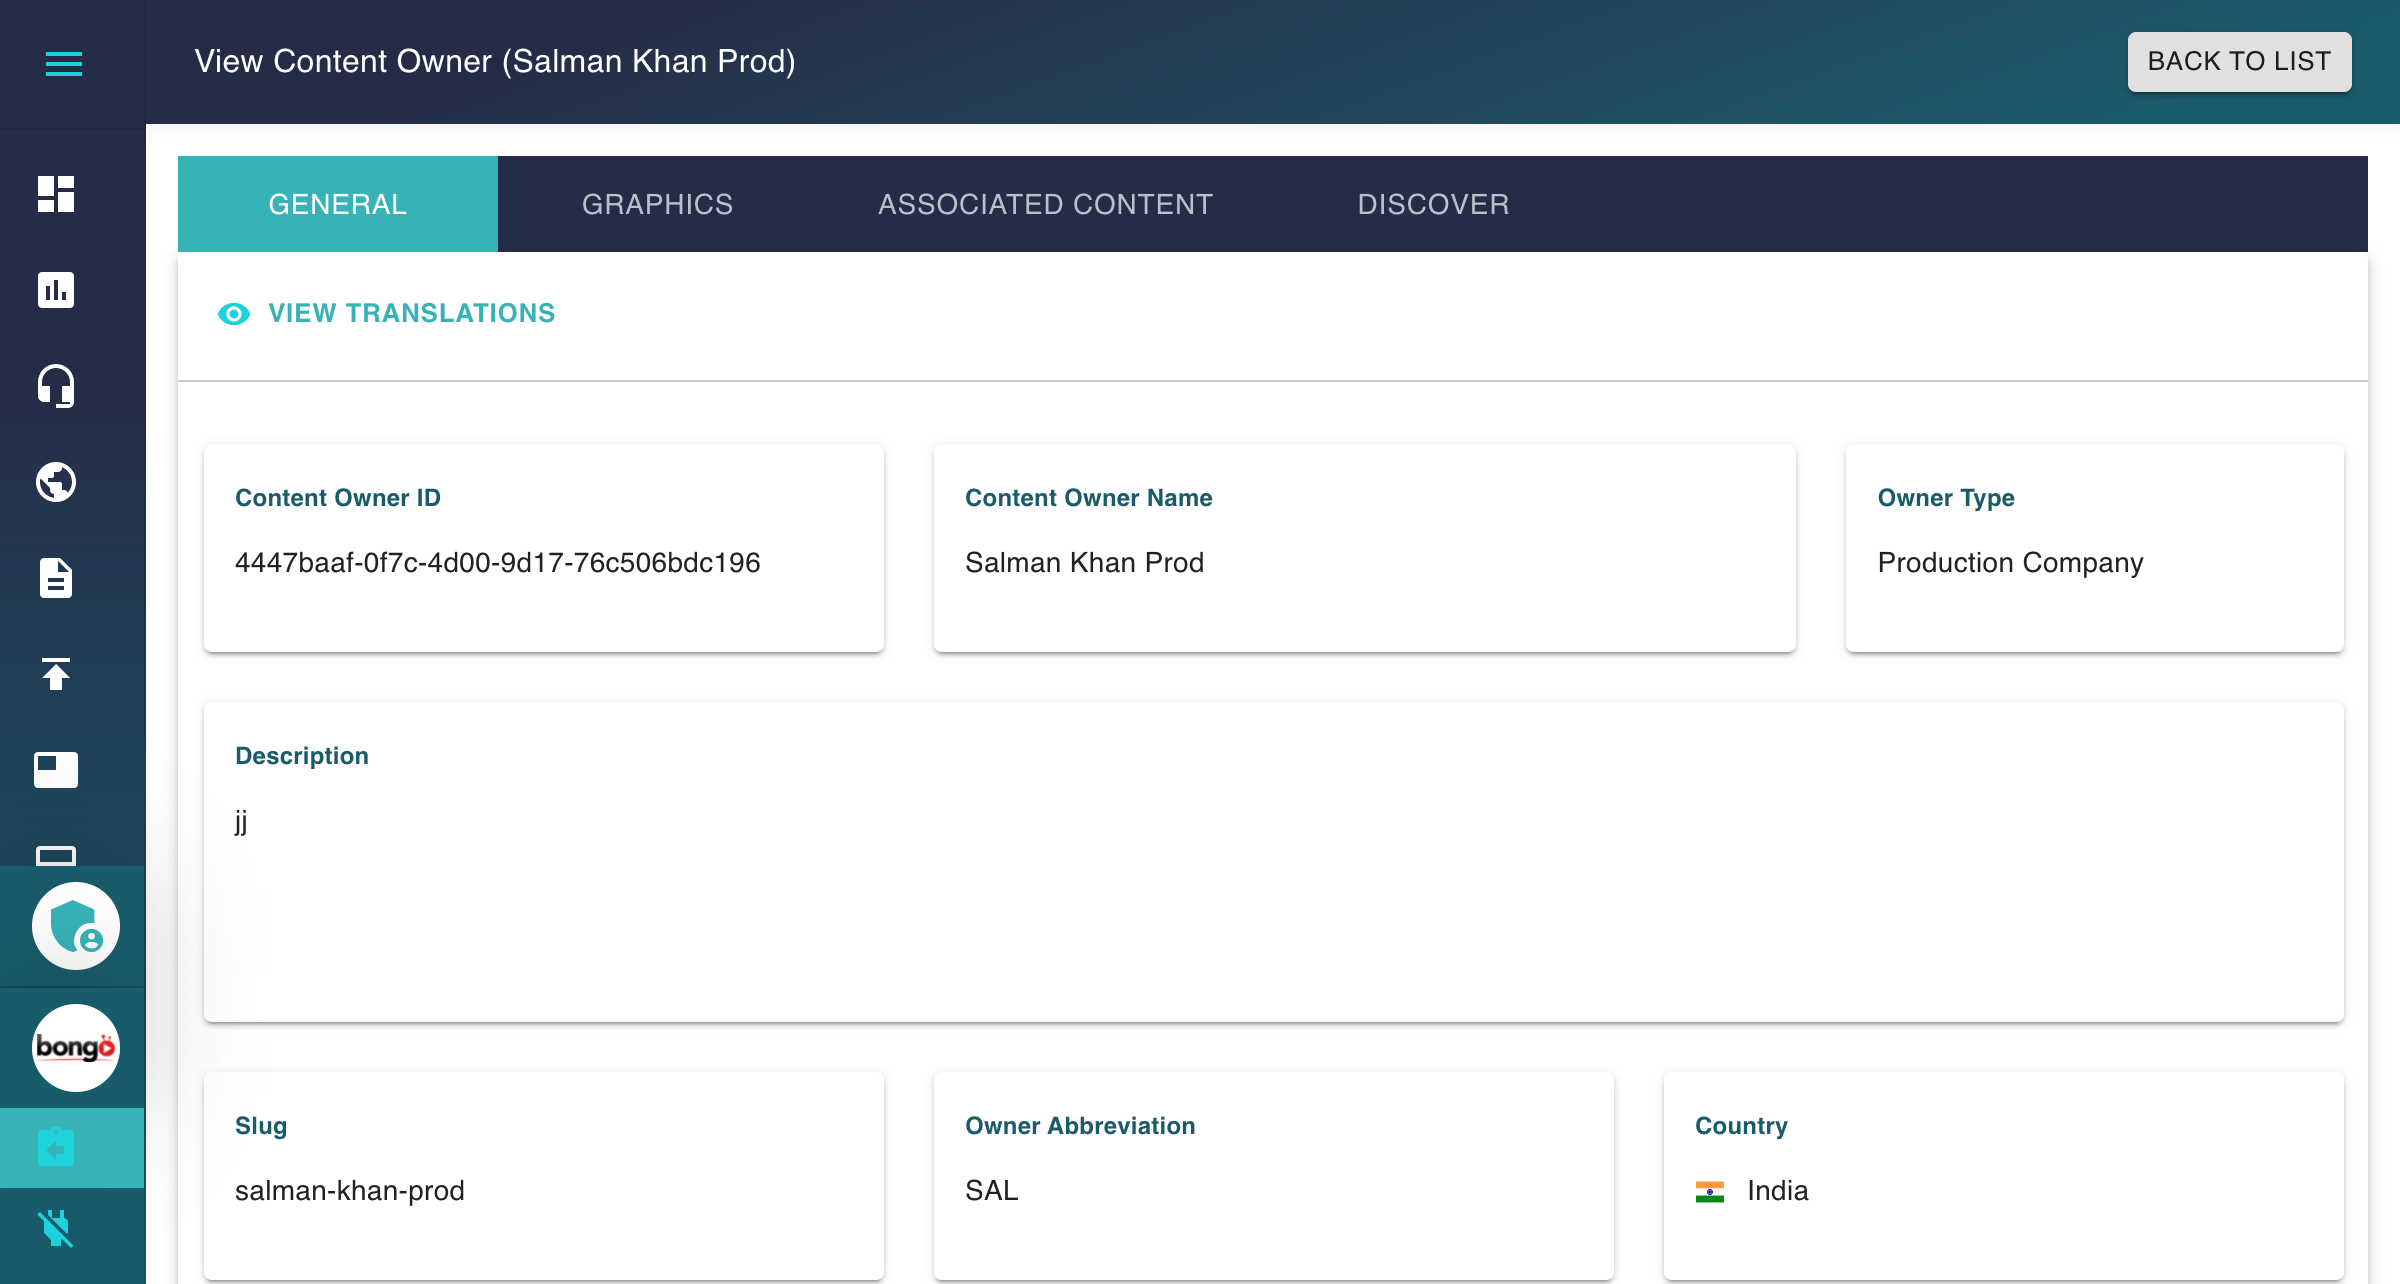 View Content Owner (Salman Khan Prod)
BACK TO LIST
GENERAL
GRAPHICS
ASSOCIATED CONTENT
DISCOVER
VIEW TRANSLATIONS
Content Owner ID
4447baaf-0f7c-4d00-9d17-76c506bdc196
Content Owner Name
Salman Khan Prod
Owner Type
Production Company
Description
jj
bongo
Slug
salman-khan-prod
Owner Abbreviation
SAL
Country
India